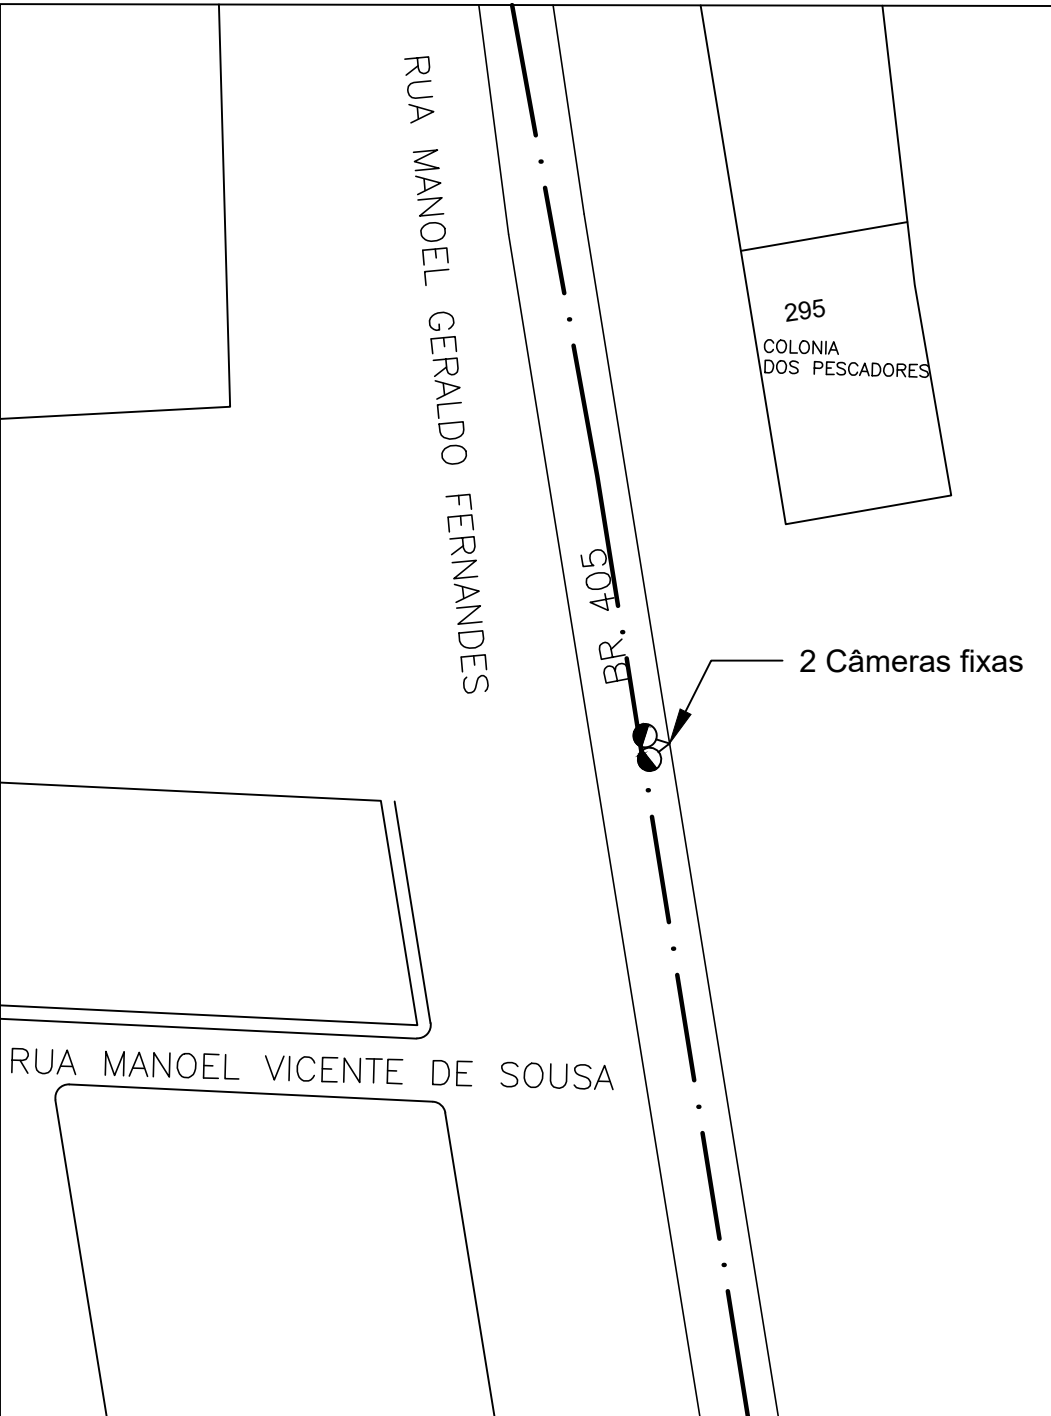 RUA MANOEL GERALDO FERNANDES
295
COLONIA
DOS PESCADORES
BR. 405
2 Câmeras fixas
RUA MANOEL VICENTE DE SOUSA